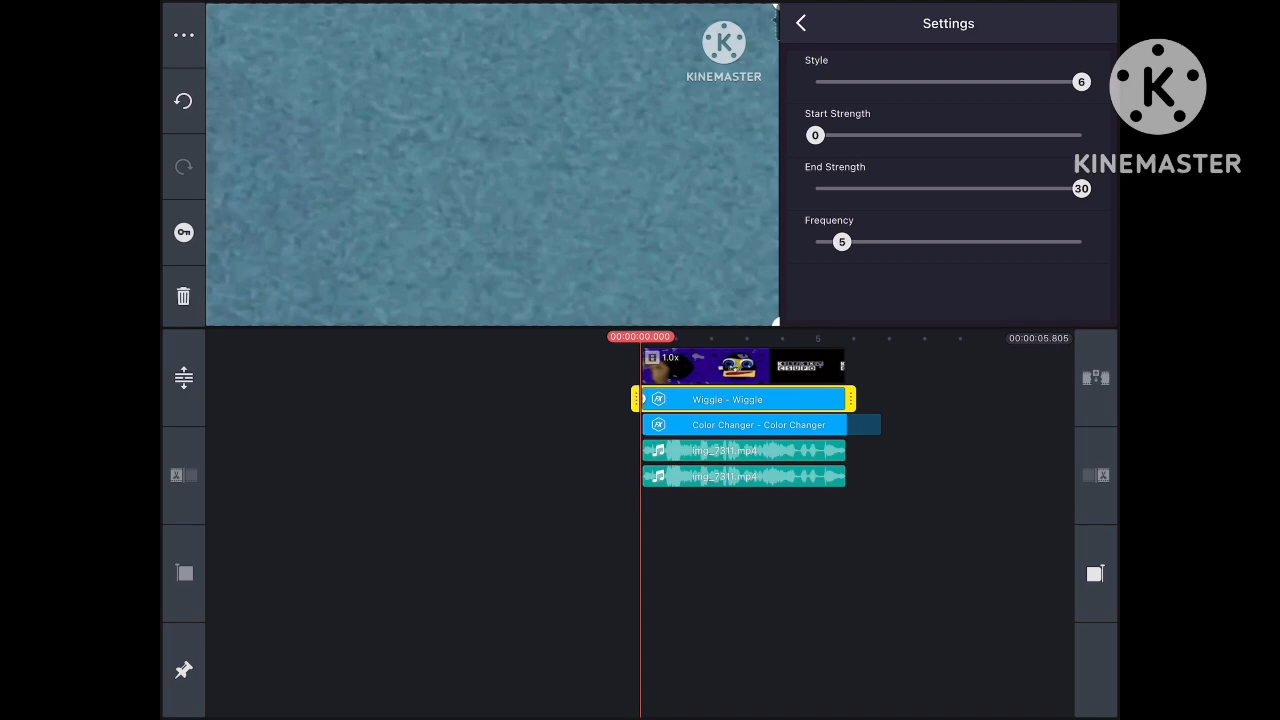 Settings
K
KINEMASTER
Style
6
K
KINEMASTER
Start Strength
0
End Strength
30
Frequency
5
00:00:00.000
5
00:00:05.805
1.0x
Wiggle - Wiggle
Color Changer - Color Changer
img_7311.mp4
img_7311.mp4